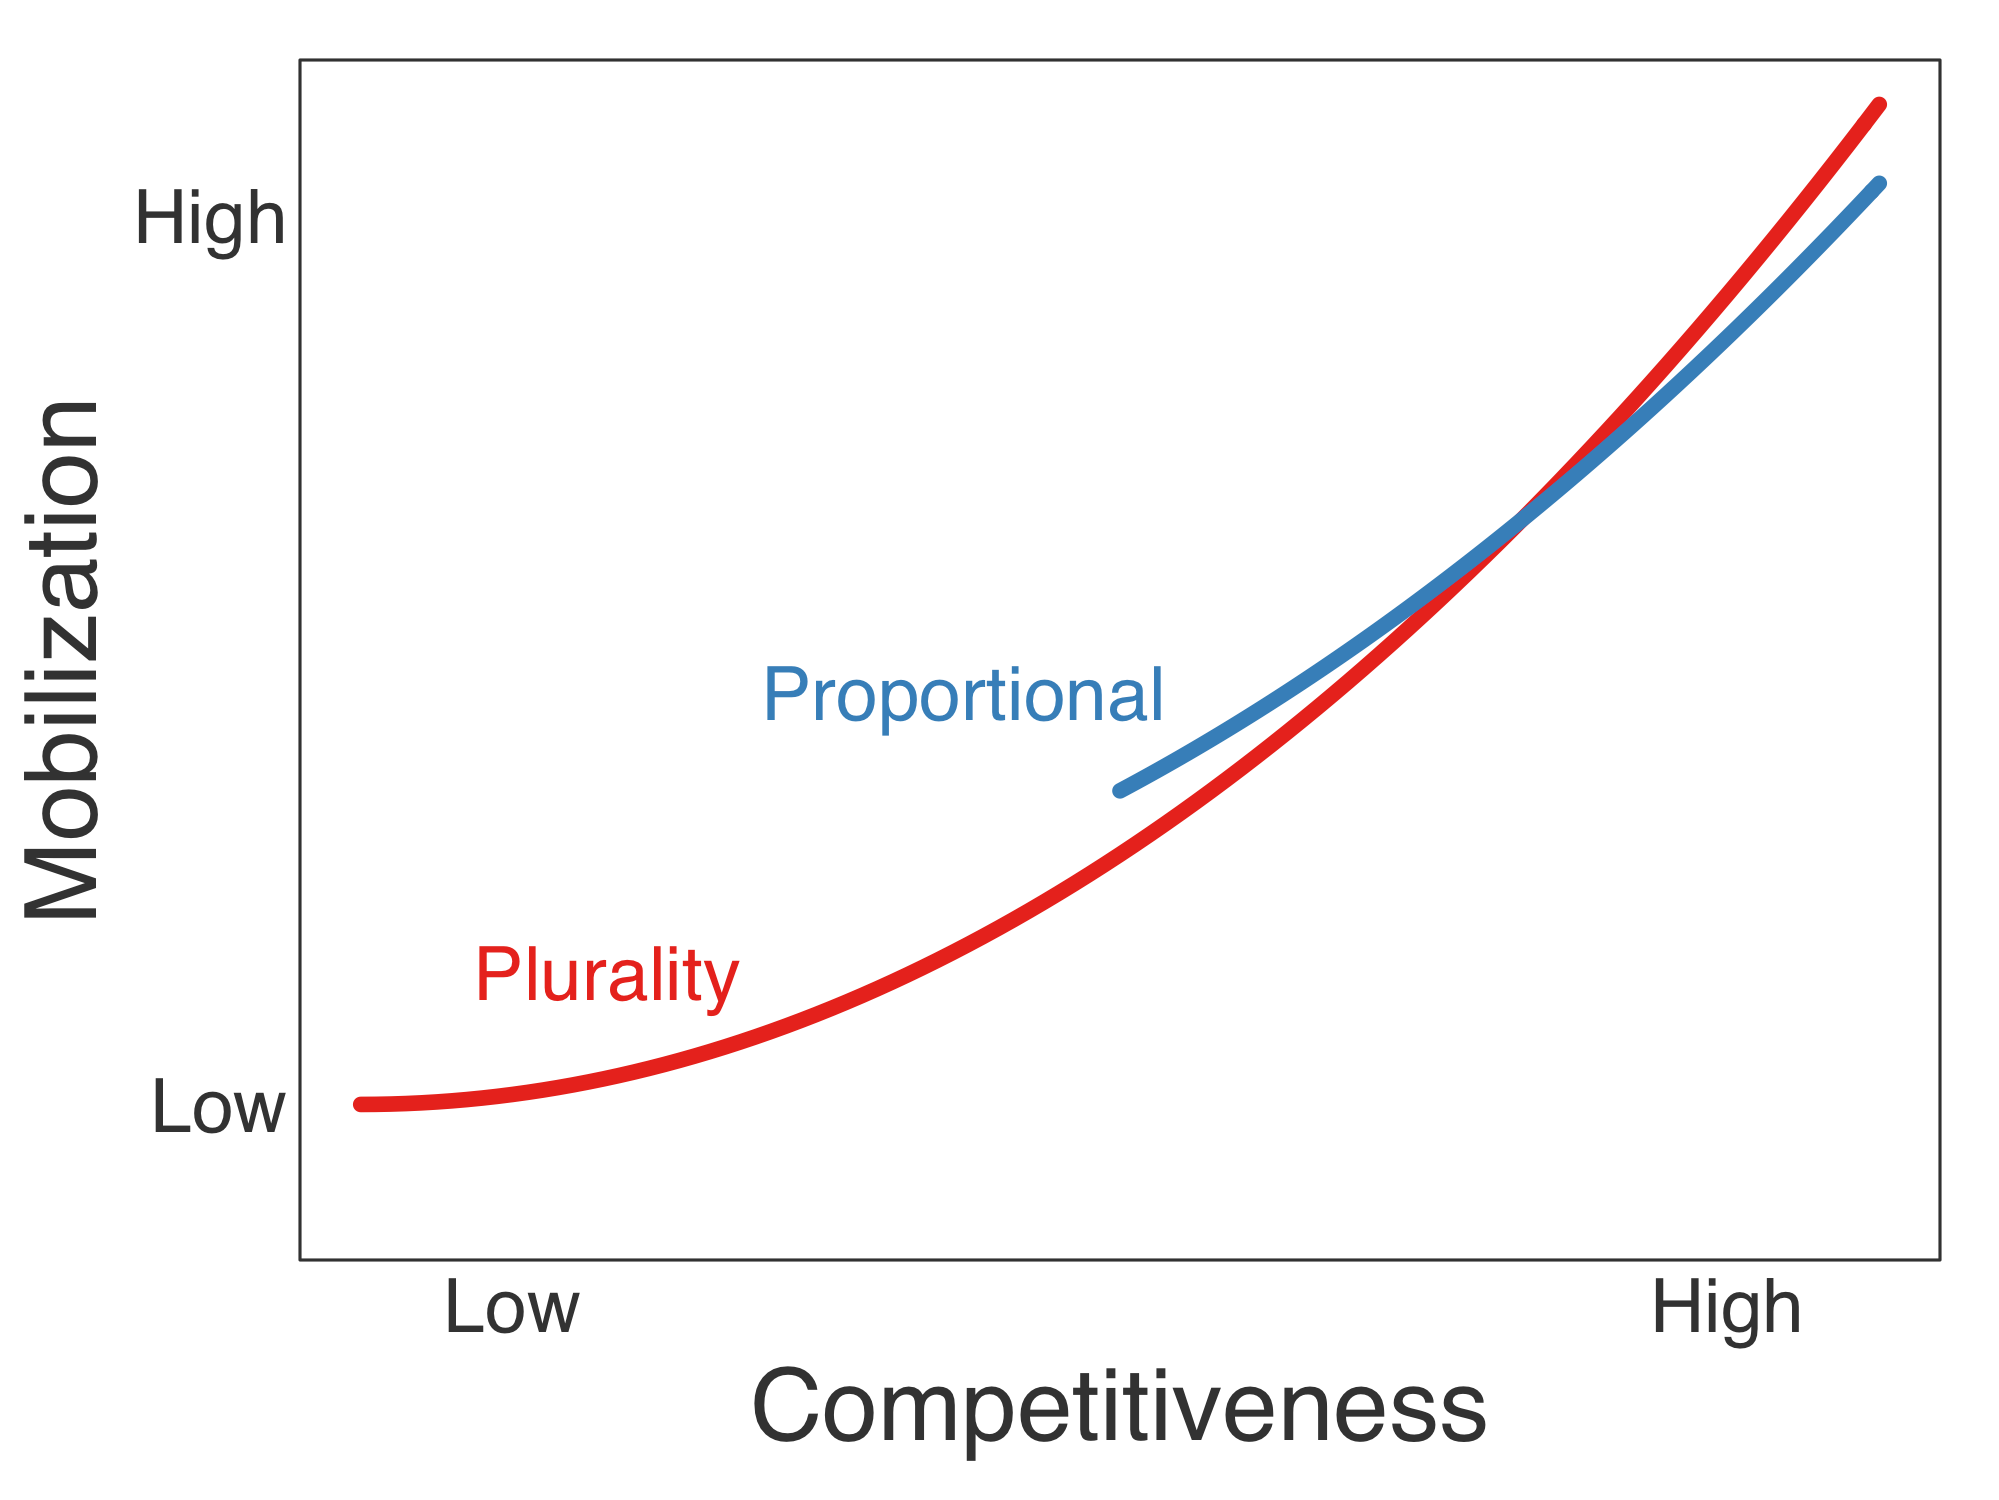 High
Mobilization
Proportional
Plurality
Low
Low
High
Competitiveness